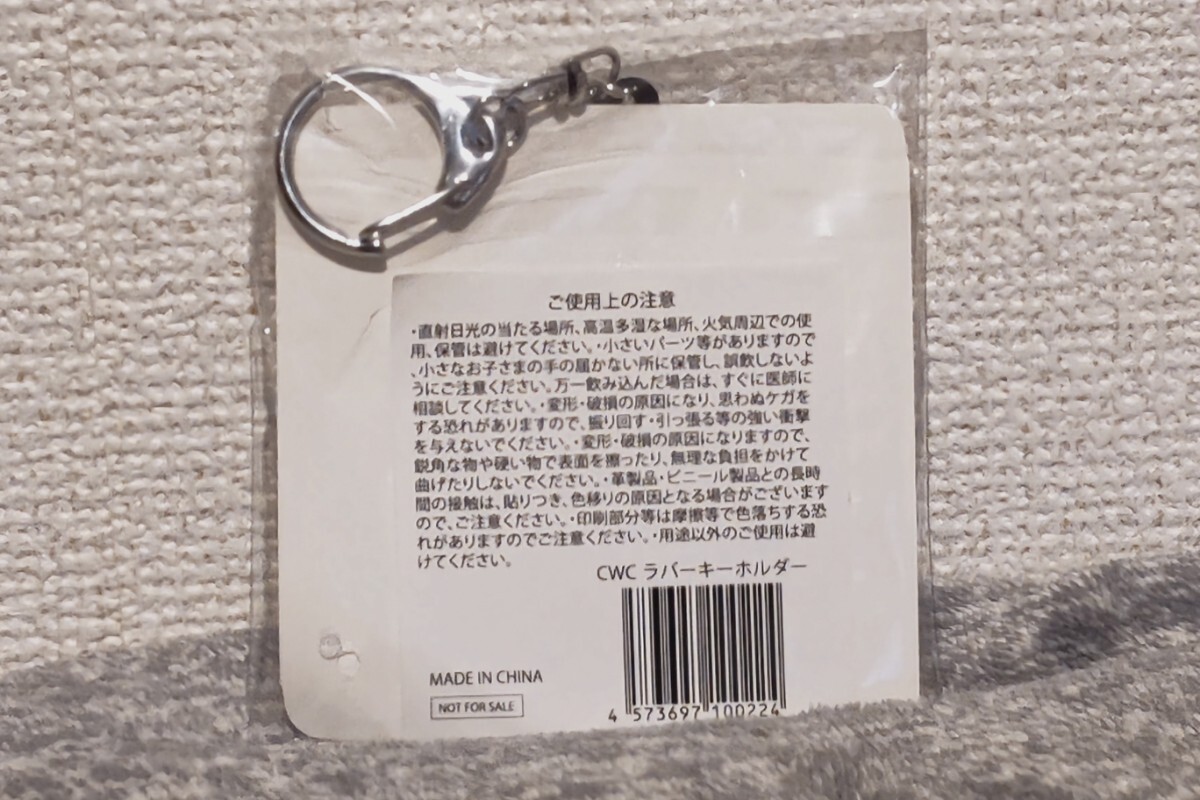 ご使用上の注意
・直射日光の当たる場所、高温多湿な場所、火気周辺での使
用、保管は避けてください。・小さいパーツ等がありますので
、小さなお子さまの手の届かない所に保管し、誤飲しないよ
うにご注意ください。万一飲み込んだ場合は、すぐに医師に
相談してください。・変形・破損の原因になり、思わぬケガを
する恐れがありますので、振り回す・引っ張る等の強い衝撃
を与えないでください。・変形・破損の原因になりますので、
鋭角な物や硬い物で表面を擦ったり、無理な負担をかけて
曲げたりしないでください。・革製品・ビニール製品との長時
間の接触は、貼りつき、色移りの原因となる場合がございます
ので、ご注意ください。・印刷部分等は摩擦等で色落ちする恐
れがありますのでご注意ください。・用途以外のご使用は避
けてください。
CWC ラバーキーホルダー
MADE IN CHINA
NOT FOR SALE
4 573697 100224